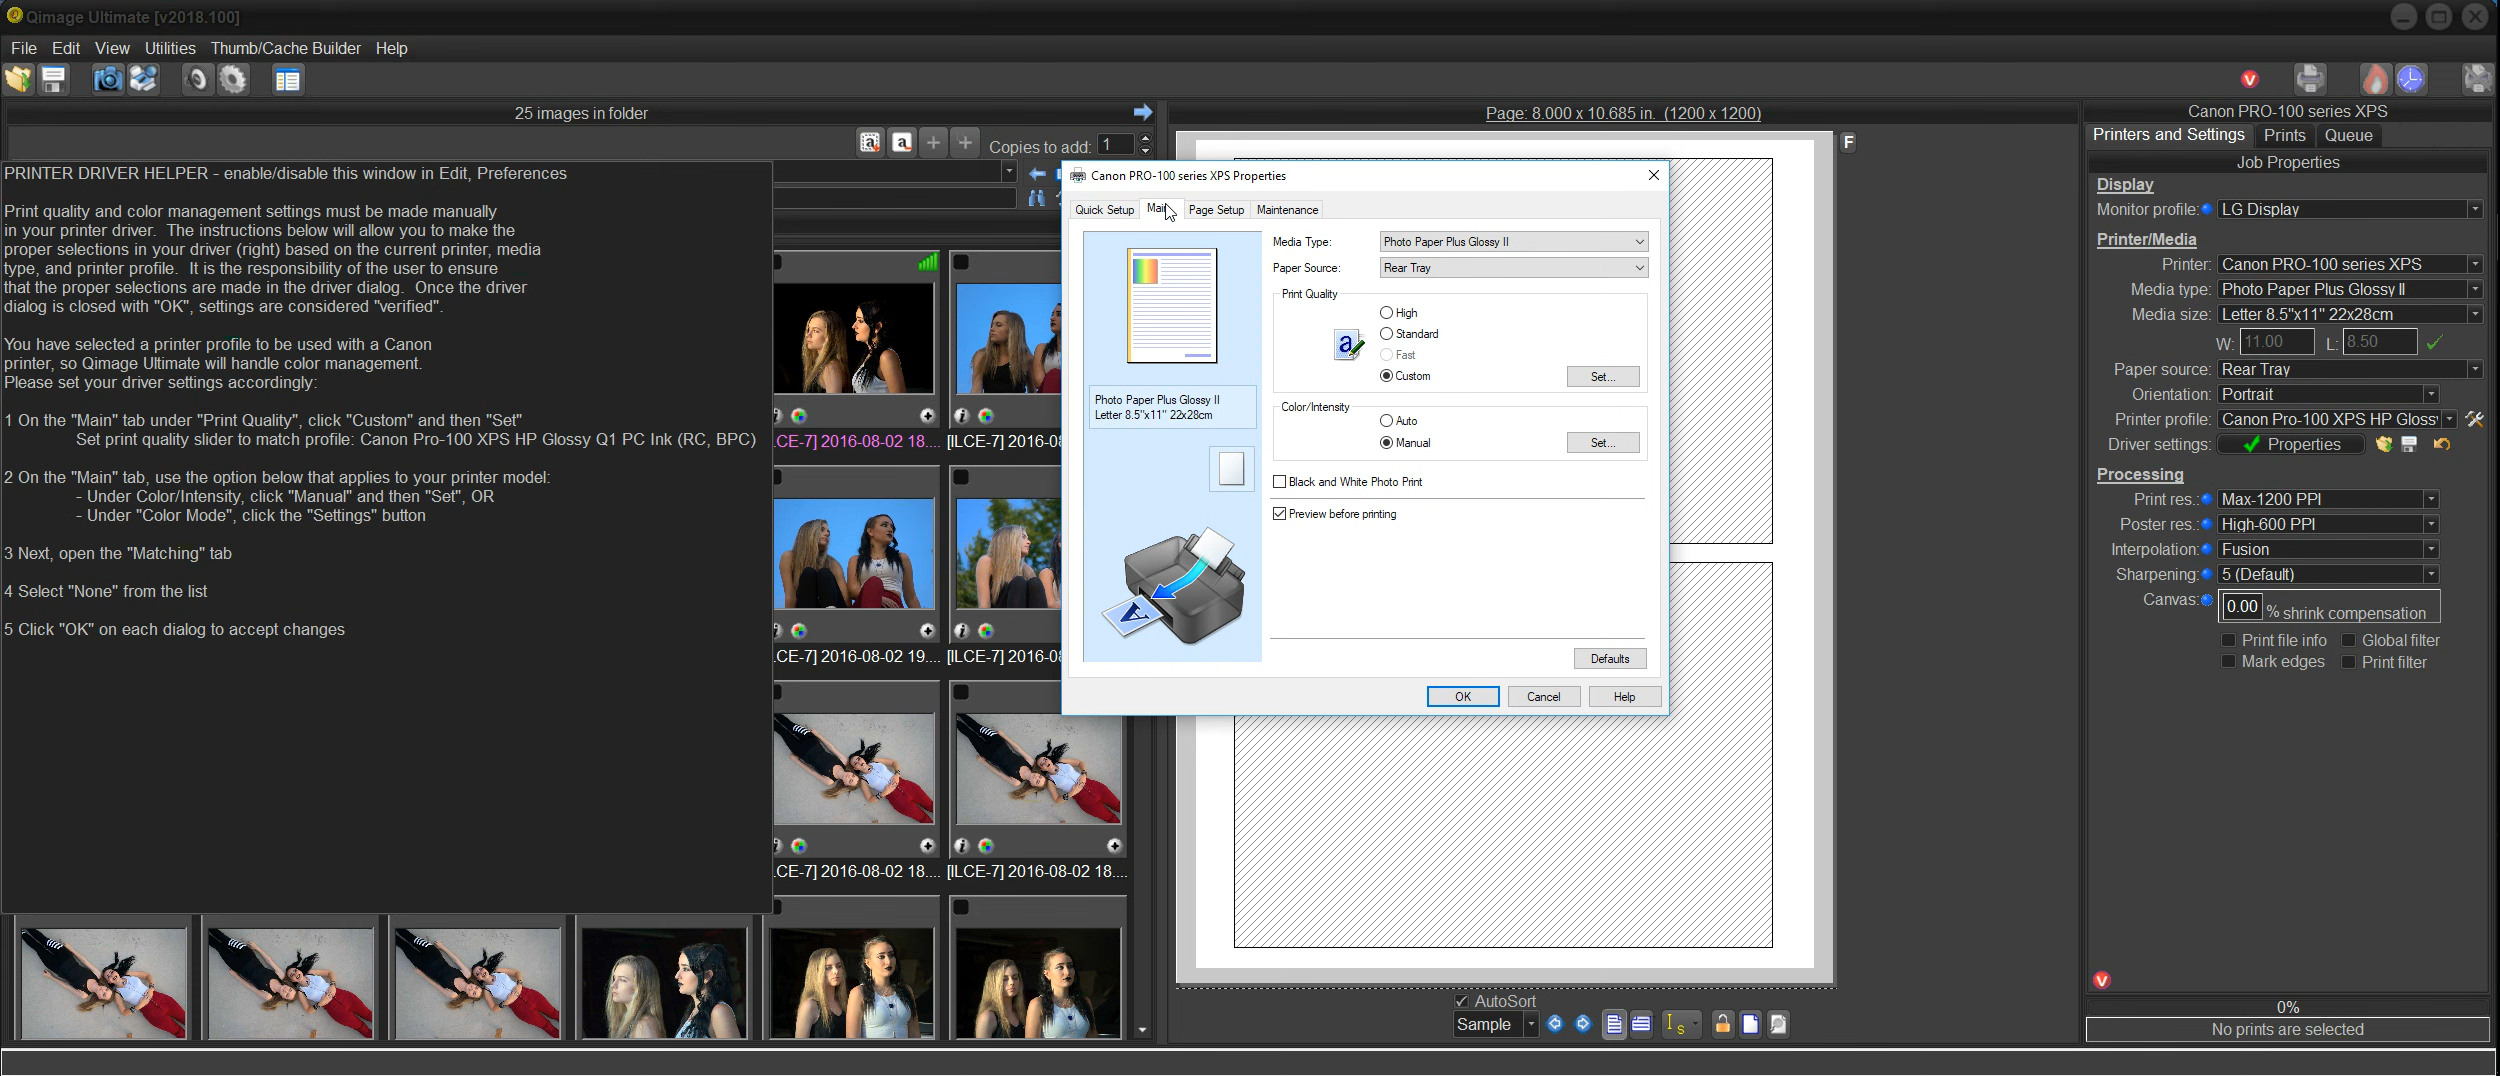 Qimage Ultimate [v2018.100]
File Edit View Utilities Thumb/Cache Builder Help
25 images in folder
Copies to add: 1
PRINTER DRIVER HELPER - enable/disable this window in Edit, Preferences
Print quality and color management settings must be made manually
in your printer driver. The instructions below will allow you to make the
proper selections in your driver (right) based on the current printer, media
type, and printer profile. It is the responsibility of the user to ensure
that the proper selections are made in the driver dialog. Once the driver
dialog is closed with "OK", settings are considered "verified".
You have selected a printer profile to be used with a Canon
printer, so Qimage Ultimate will handle color management.
Please set your driver settings accordingly:
1 On the "Main" tab under "Print Quality", click "Custom" and then "Set"
Set print quality slider to match profile: Canon Pro-100 XPS HP Glossy Q1 PC Ink (RC, BPC)
2 On the "Main" tab, use the option below that applies to your printer model:
- Under Color/Intensity, click "Manual" and then "Set", OR
- Under "Color Mode", click the "Settings" button
3 Next, open the "Matching" tab
4 Select "None" from the list
5 Click "OK" on each dialog to accept changes
.CE-7] 2016-08-02 18.... [ILCE-7] 2016-08
.CE-7] 2016-08-02 19.... [ILCE-7] 2016-08
.CE-7] 2016-08-02 18.... [ILCE-7] 2016-08-02 18....
Page: 8.000 x 10.685 in. (1200 x 1200)
F
Canon PRO-100 series XPS Properties
Quick Setup Main Page Setup Maintenance
Media Type: Photo Paper Plus Glossy II
Paper Source: Rear Tray
Print Quality
High
Standard
Fast
Custom Set...
Color/Intensity
Auto
Manual Set...
Black and White Photo Print
Preview before printing
Photo Paper Plus Glossy II
Letter 8.5"x11" 22x28cm
Defaults
OK Cancel Help
AutoSort
Sample
Canon PRO-100 series XPS
Printers and Settings Prints Queue
Job Properties
Display
Monitor profile: LG Display
Printer/Media
Printer: Canon PRO-100 series XPS
Media type: Photo Paper Plus Glossy II
Media size: Letter 8.5"x11" 22x28cm
W: 11.00 L: 8.50
Paper source: Rear Tray
Orientation: Portrait
Printer profile: Canon Pro-100 XPS HP Glossy
Driver settings: Properties
Processing
Print res.: Max-1200 PPI
Poster res.: High-600 PPI
Interpolation: Fusion
Sharpening: 5 (Default)
Canvas: 0.00 % shrink compensation
Print file info Global filter
Mark edges Print filter
0%
No prints are selected